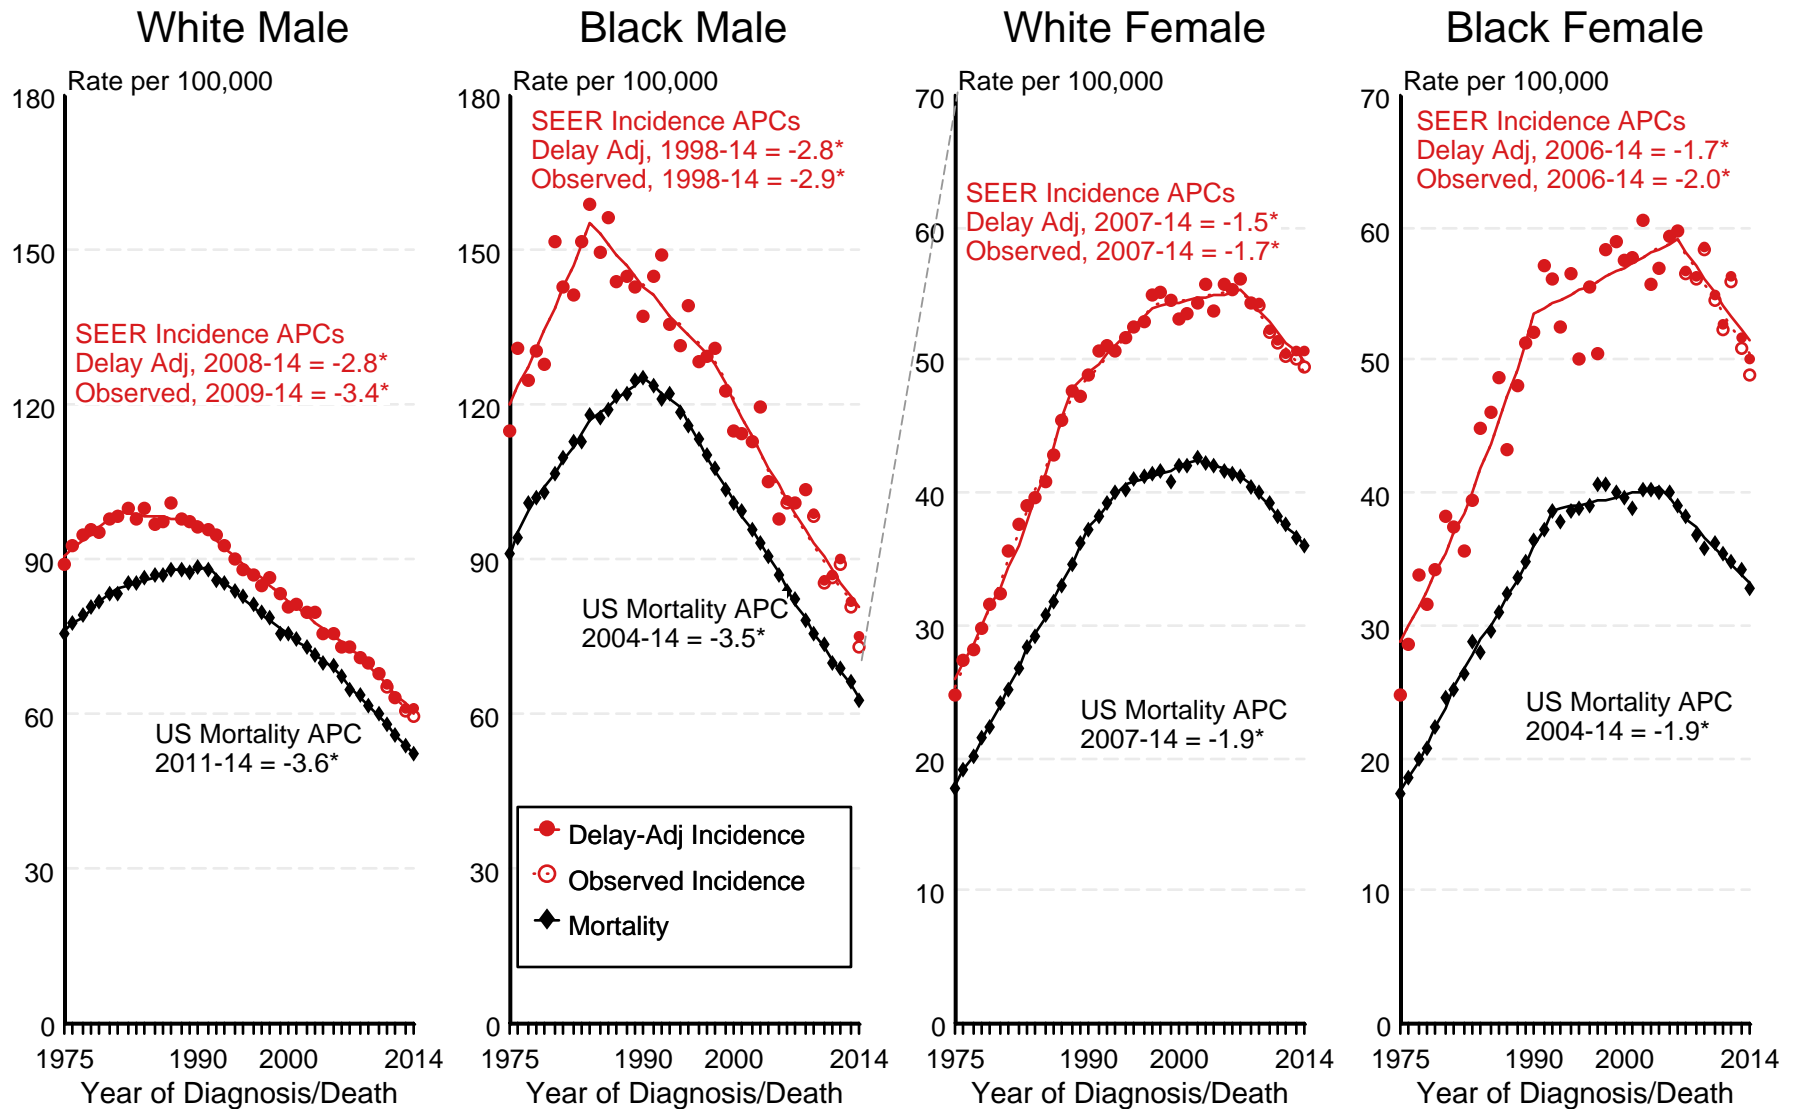 White Male
Rate per 100,000
180
150
120
90
60
30
0
SEER Incidence APCs
Delay Adj, 2008-14 = -2.8*
Observed, 2009-14 = -3.4*
US Mortality APC
2011-14 = -3.6*
1975 1990 2000 2014
Year of Diagnosis/Death
Black Male
Rate per 100,000
180
150
120
90
60
30
0
SEER Incidence APCs
Delay Adj, 1998-14 = -2.8*
Observed, 1998-14 = -2.9*
US Mortality APC
2004-14 = -3.5*
Delay-Adj Incidence
Observed Incidence
Mortality
1975 1990 2000 2014
Year of Diagnosis/Death
White Female
Rate per 100,000
70
60
50
40
30
20
10
0
SEER Incidence APCs
Delay Adj, 2007-14 = -1.5*
Observed, 2007-14 = -1.7*
US Mortality APC
2007-14 = -1.9*
1975 1990 2000 2014
Year of Diagnosis/Death
Black Female
Rate per 100,000
70
60
50
40
30
20
10
0
SEER Incidence APCs
Delay Adj, 2006-14 = -1.7*
Observed, 2006-14 = -2.0*
US Mortality APC
2004-14 = -1.9*
1975 1990 2000 2014
Year of Diagnosis/Death